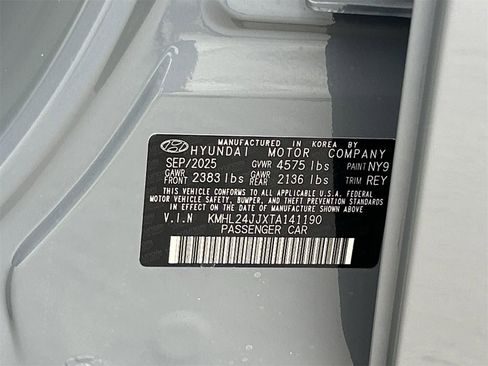 MANUFACTURED IN KOREA BY
HYUNDAI MOTOR COMPANY
SEP/2025 GVWR 4575 lbs PAINT NY9
GAWR FRONT 2383 lbs GAWR REAR 2136 lbs TRIM REY
THIS VEHICLE CONFORMS TO ALL APPLICABLE U.S.A. FEDERAL
MOTOR VEHICLE SAFETY, BUMPER, AND THEFT PREVENTION
STANDARDS IN EFFECT ON THE DATE OF MANUFACTURE SHOWN ABOVE.
V.I.N KMHL24JJXTA141190
PASSENGER CAR